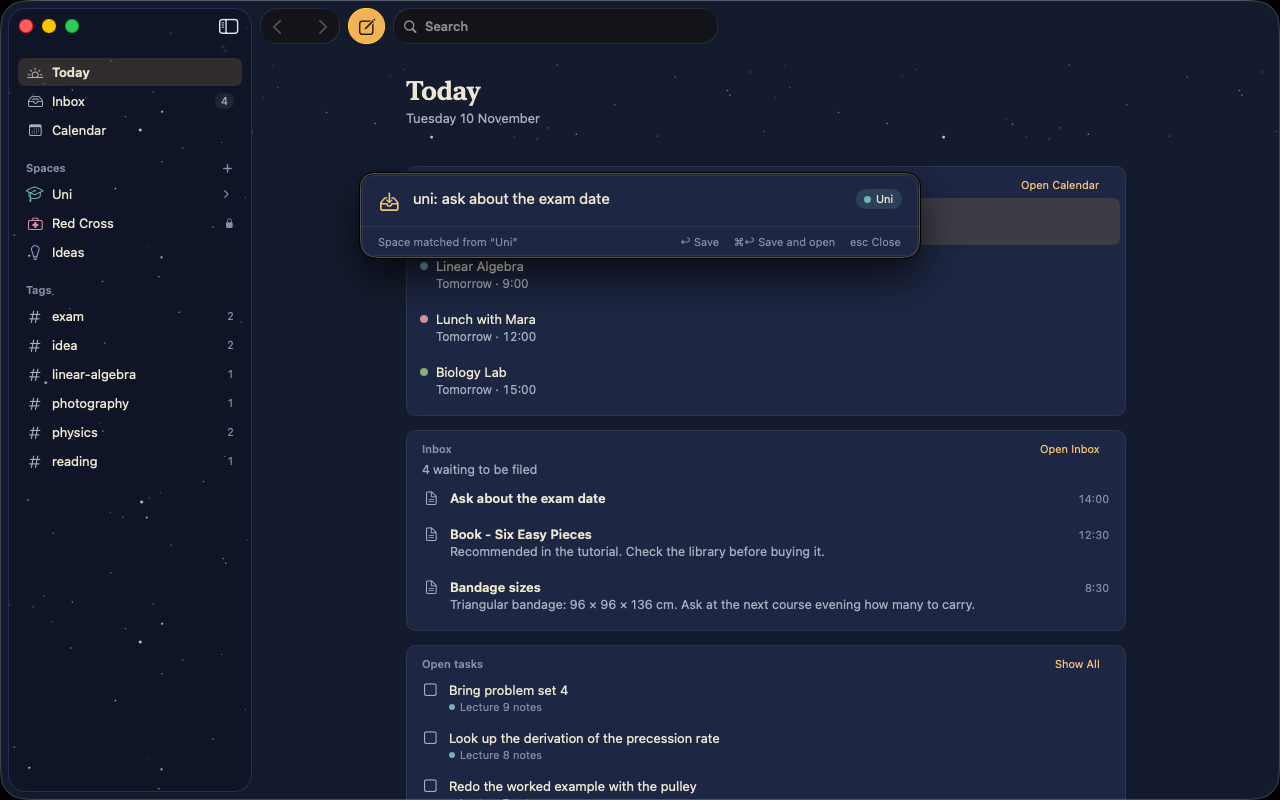 Search
Today
Inbox 4
Calendar
Spaces
Uni
Red Cross
Ideas
Tags
exam 2
idea 2
linear-algebra 1
photography 1
physics 2
reading 1
Today
Tuesday 10 November
Open Calendar
uni: ask about the exam date Uni
Space matched from “Uni” ↩ Save ⌘↩ Save and open esc Close
Linear Algebra
Tomorrow · 9:00
Lunch with Mara
Tomorrow · 12:00
Biology Lab
Tomorrow · 15:00
Inbox Open Inbox
4 waiting to be filed
Ask about the exam date 14:00
Book - Six Easy Pieces 12:30
Recommended in the tutorial. Check the library before buying it.
Bandage sizes 8:30
Triangular bandage: 96 × 96 × 136 cm. Ask at the next course evening how many to carry.
Open tasks Show All
Bring problem set 4
Lecture 9 notes
Look up the derivation of the precession rate
Lecture 8 notes
Redo the worked example with the pulley